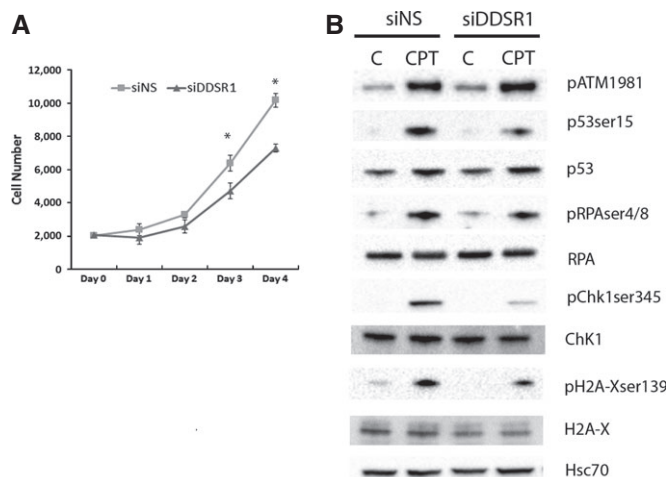 A
12,000
10,000
8,000
6,000
4,000
2,000
0
Cell Number
siNS siDDSR1
*
*
Day 0 Day 1 Day 2 Day 3 Day 4
B
siNS siDDSR1
C CPT C CPT
pATM1981
p53ser15
p53
pRPAser4/8
RPA
pChk1ser345
ChK1
pH2A-Xser139
H2A-X
Hsc70